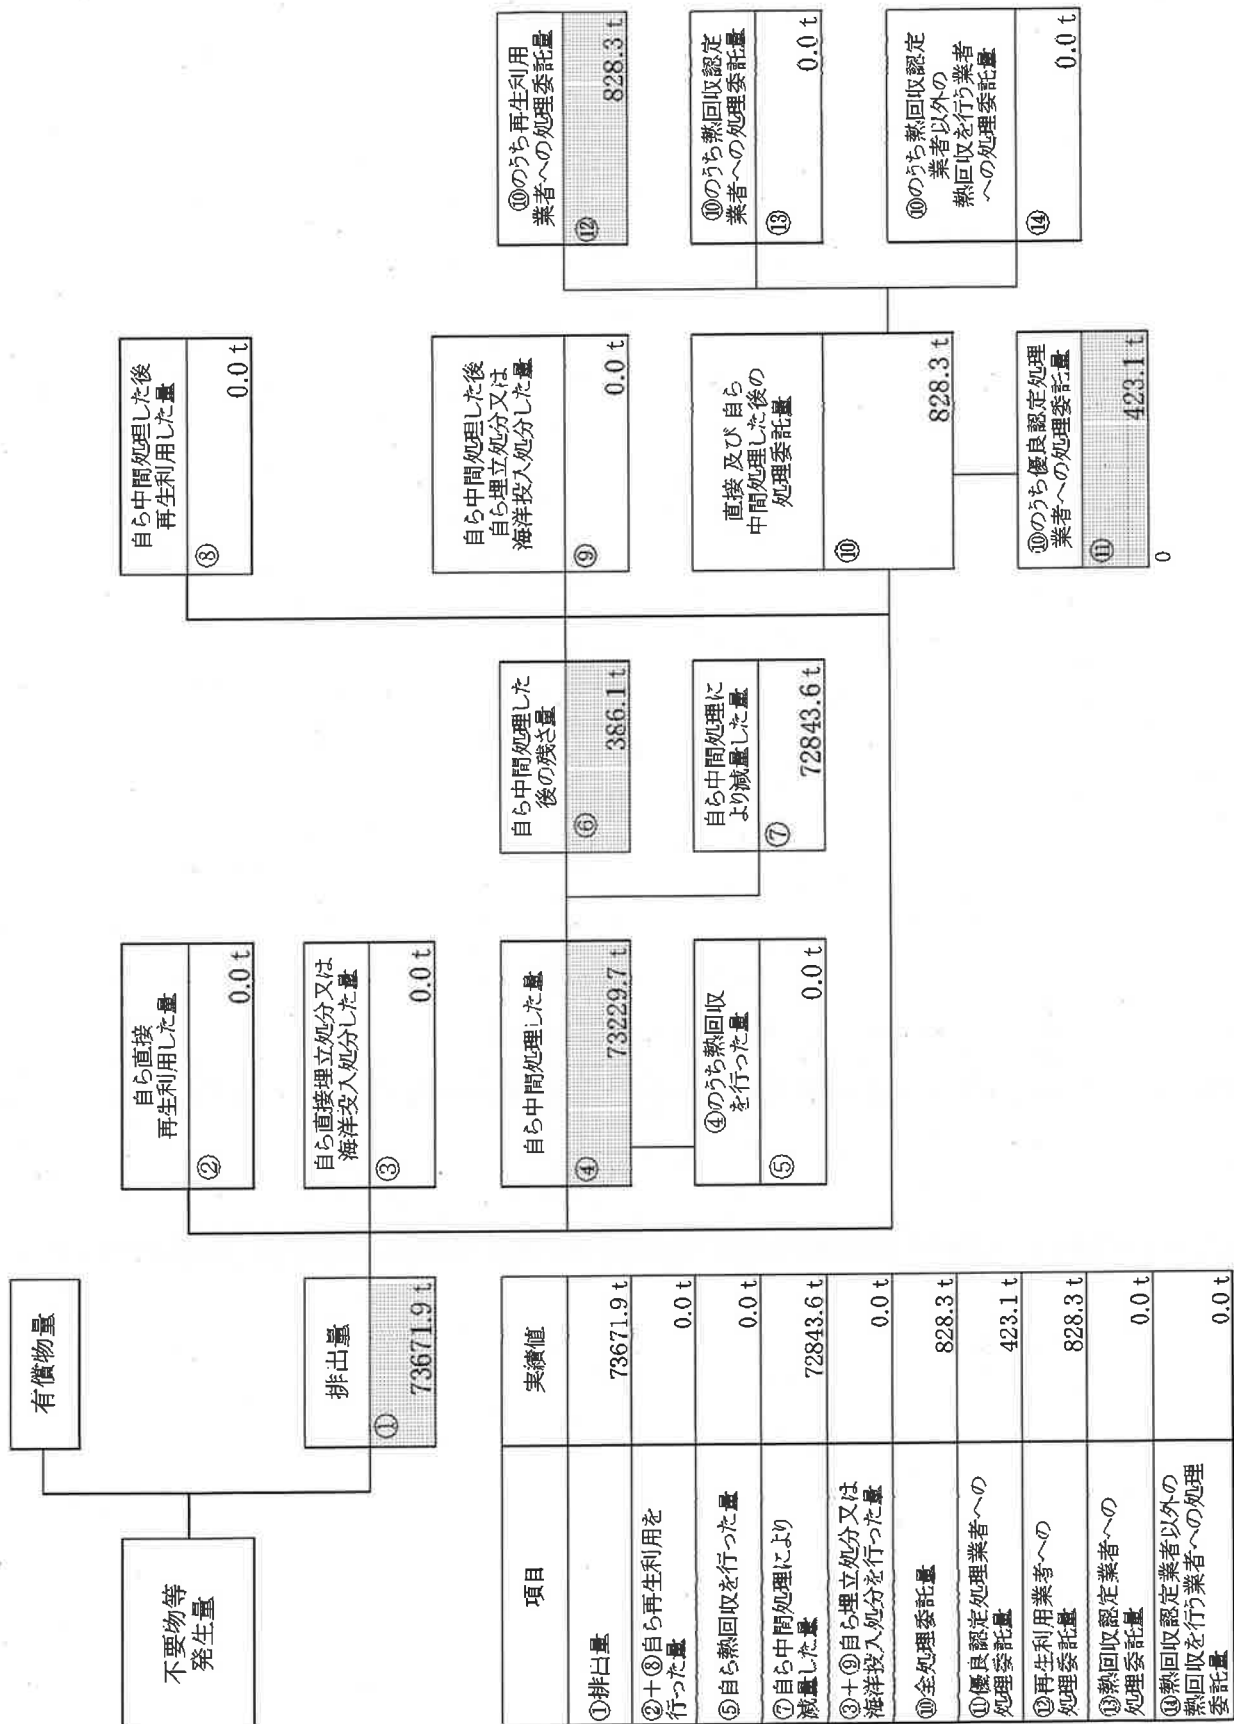 不要物等
発生量
有償物量
排出量
①
73671.9 t
自ら直接
再生利用した量
②
0.0 t
自ら直接埋立処分又は
海洋投入処分した量
③
0.0 t
自ら中間処理した量
④
73229.7 t
④のうち熱回収
を行った量
⑤
0.0 t
自ら中間処理した
後の残さ量
⑥
386.1 t
自ら中間処理に
より減量した量
⑦
72843.6 t
自ら中間処理した後
再生利用した量
⑧
0.0 t
自ら中間処理した後
自ら埋立処分又は
海洋投入処分した量
⑨
0.0 t
直接及び自ら
中間処理した後の
処理委託量
⑩
828.3 t
⑩のうち優良認定処理
業者への処理委託量
⑪
423.1 t
0
⑩のうち再生利用
業者への処理委託量
⑫
828.3 t
⑩のうち熱回収認定
業者への処理委託量
⑬
0.0 t
⑩のうち熱回収認定
業者以外の
熱回収を行う業者
への処理委託量
⑭
0.0 t
項目 実績値
①排出量 73671.9 t
②+⑧自ら再生利用を
行った量 0.0 t
⑤自ら熱回収を行った量 0.0 t
⑦自ら中間処理により
減量した量 72843.6 t
③+⑨自ら埋立処分又は
海洋投入処分を行った量 0.0 t
⑩全処理委託量 828.3 t
⑪優良認定処理業者への
処理委託量 423.1 t
⑫再生利用業者への
処理委託量 828.3 t
⑬熱回収認定業者への
処理委託量 0.0 t
⑭熱回収認定業者以外の
熱回収を行う業者への処理
委託量 0.0 t